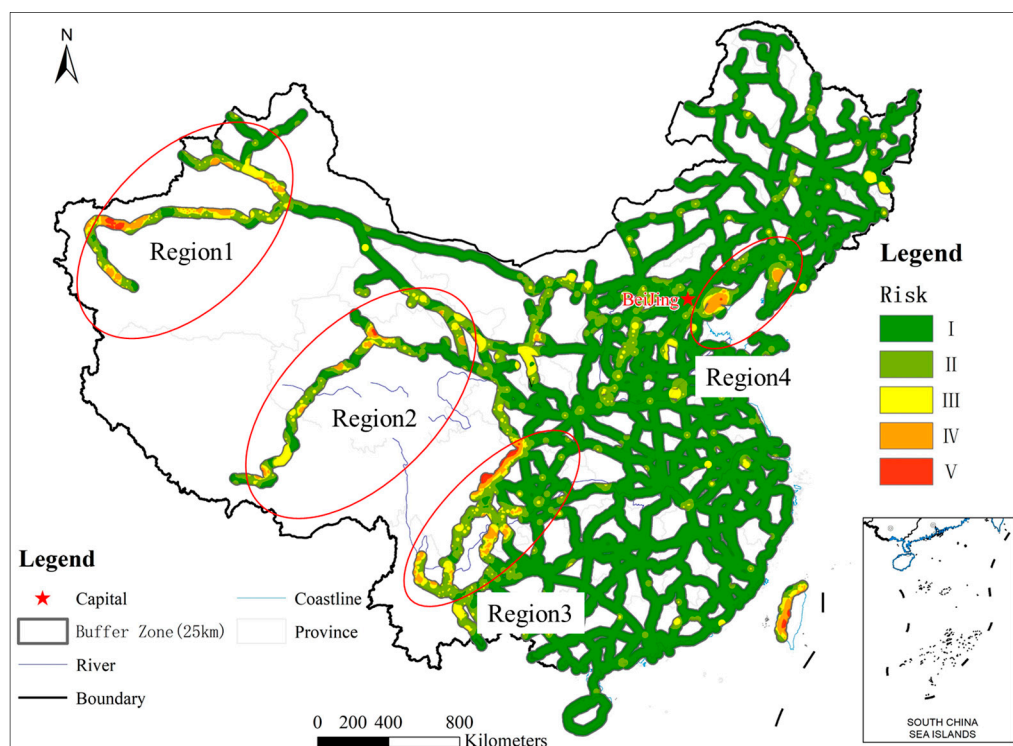 N
Region1
Region2
Region3
Region4
BeiJing
Legend
Risk
Ⅰ
Ⅱ
Ⅲ
Ⅳ
Ⅴ
Legend
Capital
Buffer Zone(25km)
River
Boundary
Coastline
Province
0 200 400 800
Kilometers
SOUTH CHINA
SEA ISLANDS